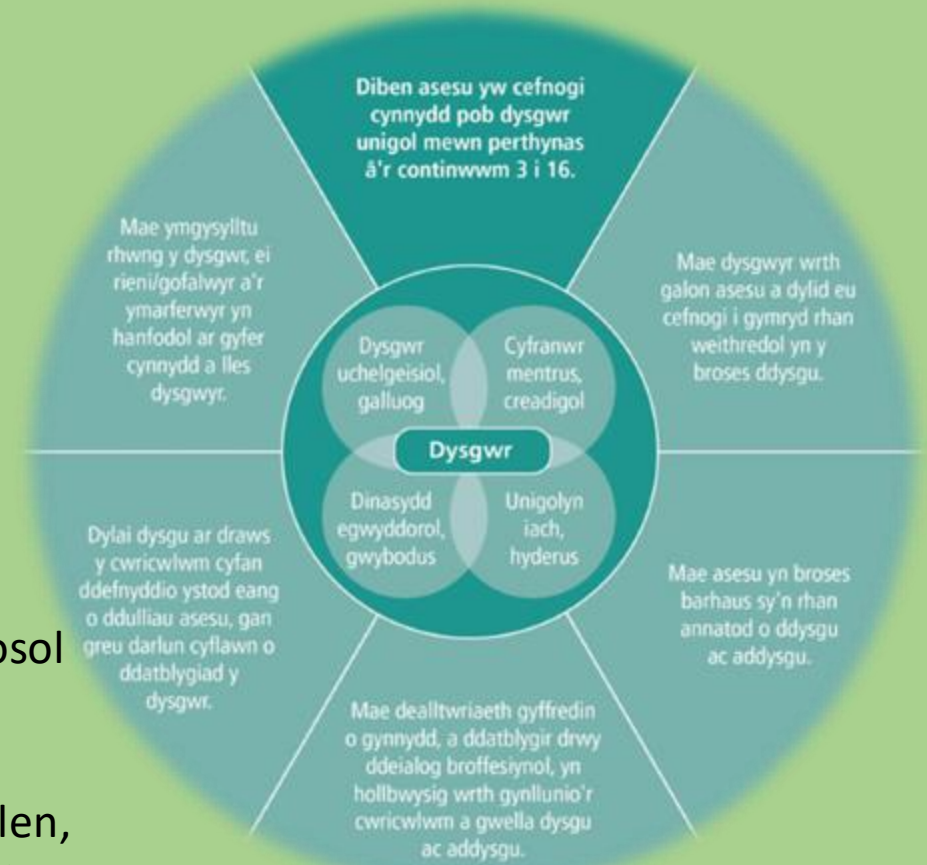 Diben asesu yw cefnogi
cynnydd pob dysgwr
unigol mewn perthynas
â'r continwwm 3 i 16.
Mae dysgwyr wrth
galon asesu a dylid eu
cefnogi i gymryd rhan
weithredol yn y
broses ddysgu.
Mae asesu yn broses
barhaus sy'n rhan
annatod o ddysgu
ac addysgu.
Mae dealltwriaeth gyffredin
o gynnydd, a ddatblygir drwy
ddeialog broffesiynol, yn
hollbwysig wrth gynllunio'r
cwricwlwm a gwella dysgu
ac addysgu.
Dylai dysgu ar draws
y cwricwlwm cyfan
ddefnyddio ystod eang
o ddulliau asesu, gan
greu darlun cyflawn o
ddatblygiad y
dysgwr.
Mae ymgysylltu
rhwng y dysgwr, ei
rieni/gofalwyr a'r
ymarferwyr yn
hanfodol ar gyfer
cynnydd a lles
dysgwyr.
Dysgwr
uchelgeisiol,
galluog
Cyfranwr
mentrus,
creadigol
Dysgwr
Dinasydd
egwyddorol,
gwybodus
Unigolyn
iach,
hyderus